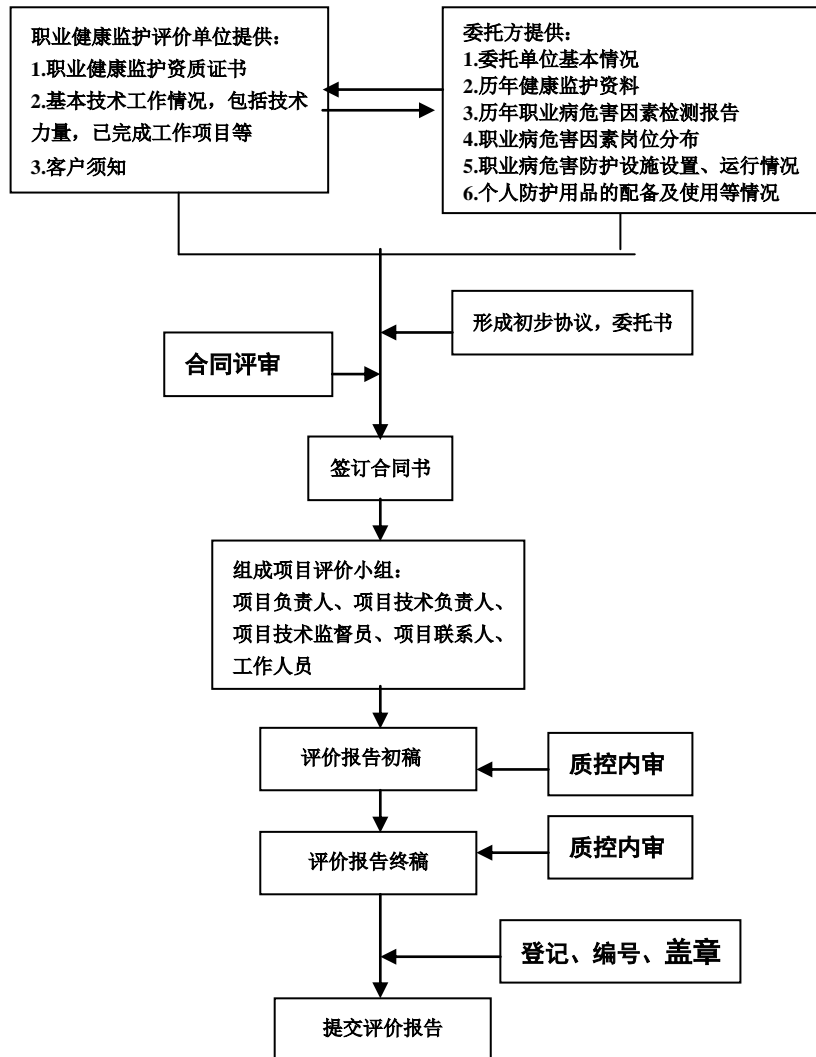 职业健康监护评价单位提供：
1.职业健康监护资质证书
2.基本技术工作情况，包括技术
力量，已完成工作项目等
3.客户须知
委托方提供：
1.委托单位基本情况
2.历年健康监护资料
3.历年职业病危害因素检测报告
4.职业病危害因素岗位分布
5.职业病危害防护设施设置、运行情况
6.个人防护用品的配备及使用等情况
形成初步协议，委托书
合同评审
签订合同书
组成项目评价小组：
项目负责人、项目技术负责人、
项目技术监督员、项目联系人、
工作人员
评价报告初稿
质控内审
评价报告终稿
质控内审
登记、编号、盖章
提交评价报告